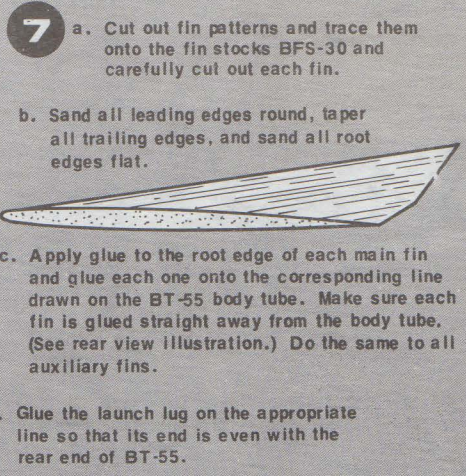 7 a. Cut out fin patterns and trace them
onto the fin stocks BFS-30 and
carefully cut out each fin.
b. Sand all leading edges round, taper
all trailing edges, and sand all root
edges flat.
c. Apply glue to the root edge of each main fin
and glue each one onto the corresponding line
drawn on the BT-55 body tube. Make sure each
fin is glued straight away from the body tube.
(See rear view illustration.) Do the same to all
auxiliary fins.
. Glue the launch lug on the appropriate
line so that its end is even with the
rear end of BT-55.